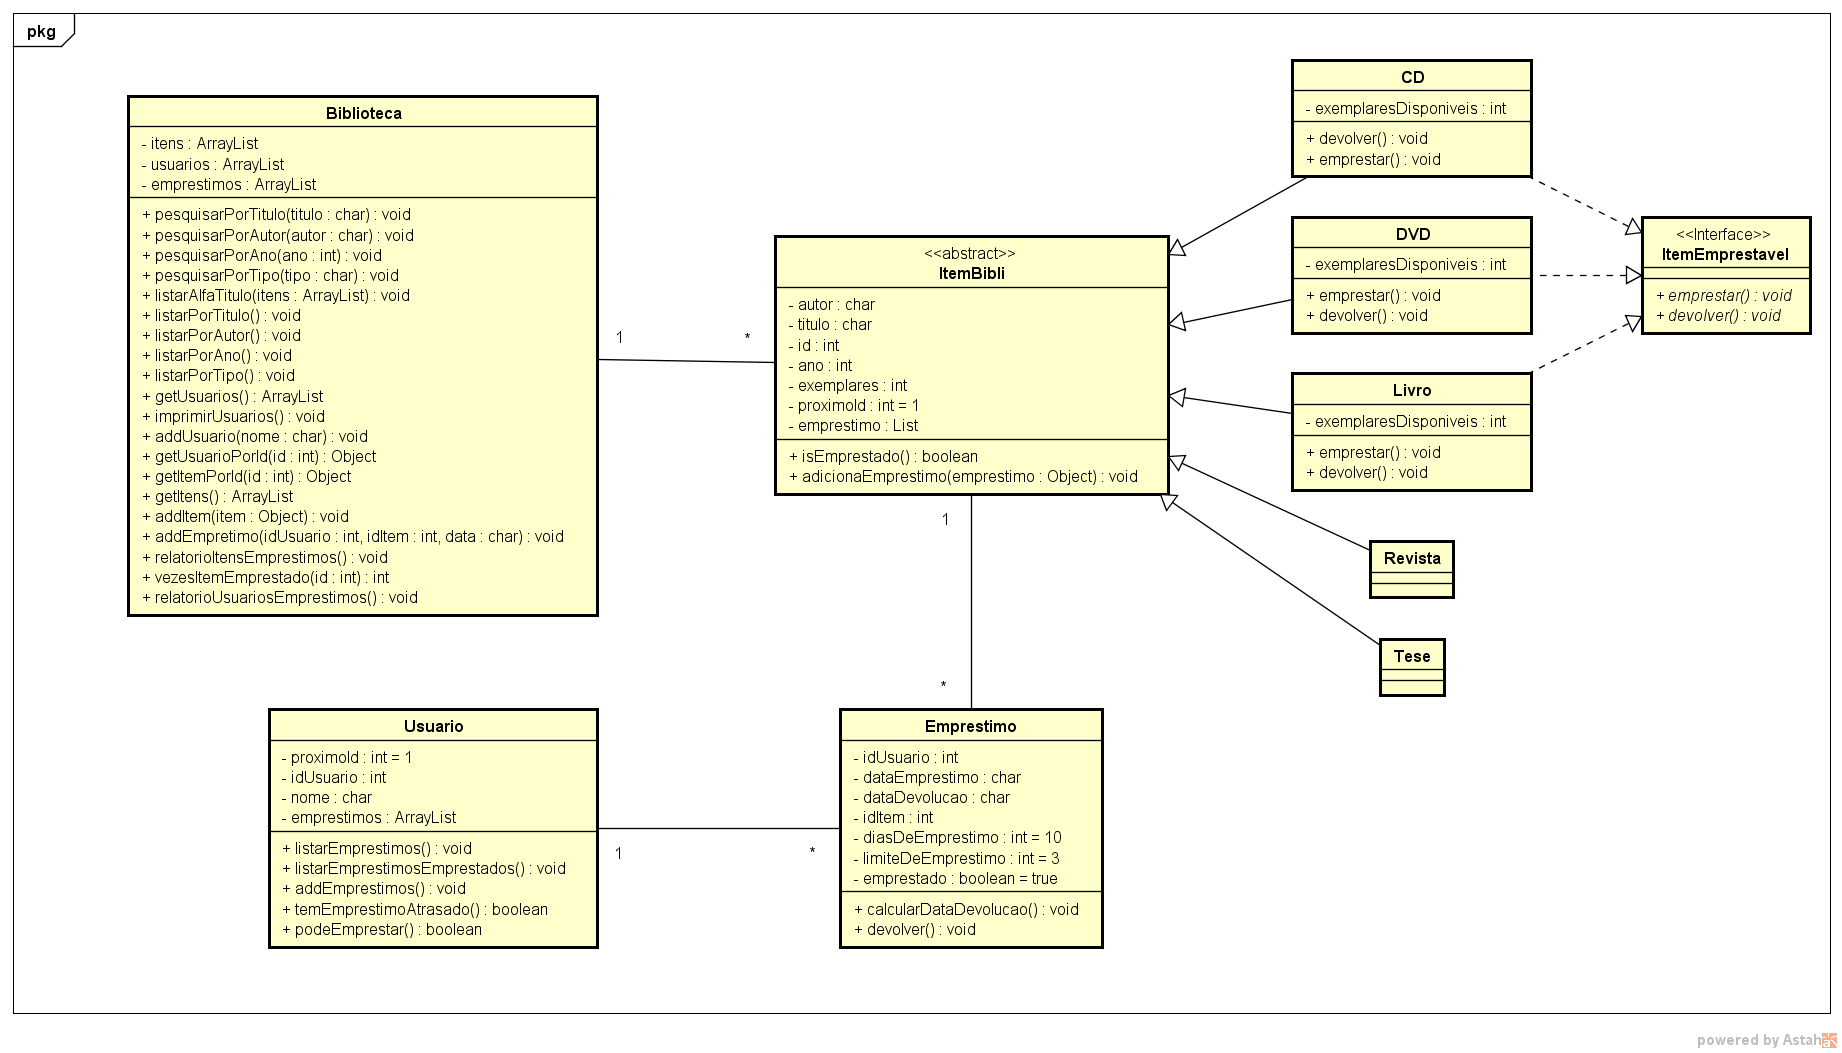 pkg
Biblioteca
- itens : ArrayList
- usuarios : ArrayList
- emprestimos : ArrayList
+ pesquisarPorTitulo(titulo : char) : void
+ pesquisarPorAutor(autor : char) : void
+ pesquisarPorAno(ano : int) : void
+ pesquisarPorTipo(tipo : char) : void
+ listarAlfaTitulo(itens : ArrayList) : void
+ listarPorTitulo() : void
+ listarPorAutor() : void
+ listarPorAno() : void
+ listarPorTipo() : void
+ getUsuarios() : ArrayList
+ imprimirUsuarios() : void
+ addUsuario(nome : char) : void
+ getUsuarioPorId(id : int) : Object
+ getItemPorId(id : int) : Object
+ getItens() : ArrayList
+ addItem(item : Object) : void
+ addEmpretimo(idUsuario : int, idItem : int, data : char) : void
+ relatorioItensEmprestimos() : void
+ vezesItemEmprestado(id : int) : int
+ relatorioUsuariosEmprestimos() : void
1
*
<<abstract>>
ItemBibli
- autor : char
- titulo : char
- id : int
- ano : int
- exemplares : int
- proximoId : int = 1
- emprestimo : List
+ isEmprestado() : boolean
+ adicionaEmprestimo(emprestimo : Object) : void
CD
- exemplaresDisponiveis : int
+ devolver() : void
+ emprestar() : void
DVD
- exemplaresDisponiveis : int
+ emprestar() : void
+ devolver() : void
<<Interface>>
ItemEmprestavel
+ emprestar() : void
+ devolver() : void
Livro
- exemplaresDisponiveis : int
+ emprestar() : void
+ devolver() : void
Revista
Tese
1
*
Usuario
- proximoId : int = 1
- idUsuario : int
- nome : char
- emprestimos : ArrayList
+ listarEmprestimos() : void
+ listarEmprestimosEmprestados() : void
+ addEmprestimos() : void
+ temEmprestimoAtrasado() : boolean
+ podeEmprestar() : boolean
1
*
Emprestimo
- idUsuario : int
- dataEmprestimo : char
- dataDevolucao : char
- idItem : int
- diasDeEmprestimo : int = 10
- limiteDeEmprestimo : int = 3
- emprestado : boolean = true
+ calcularDataDevolucao() : void
+ devolver() : void
powered by Astah